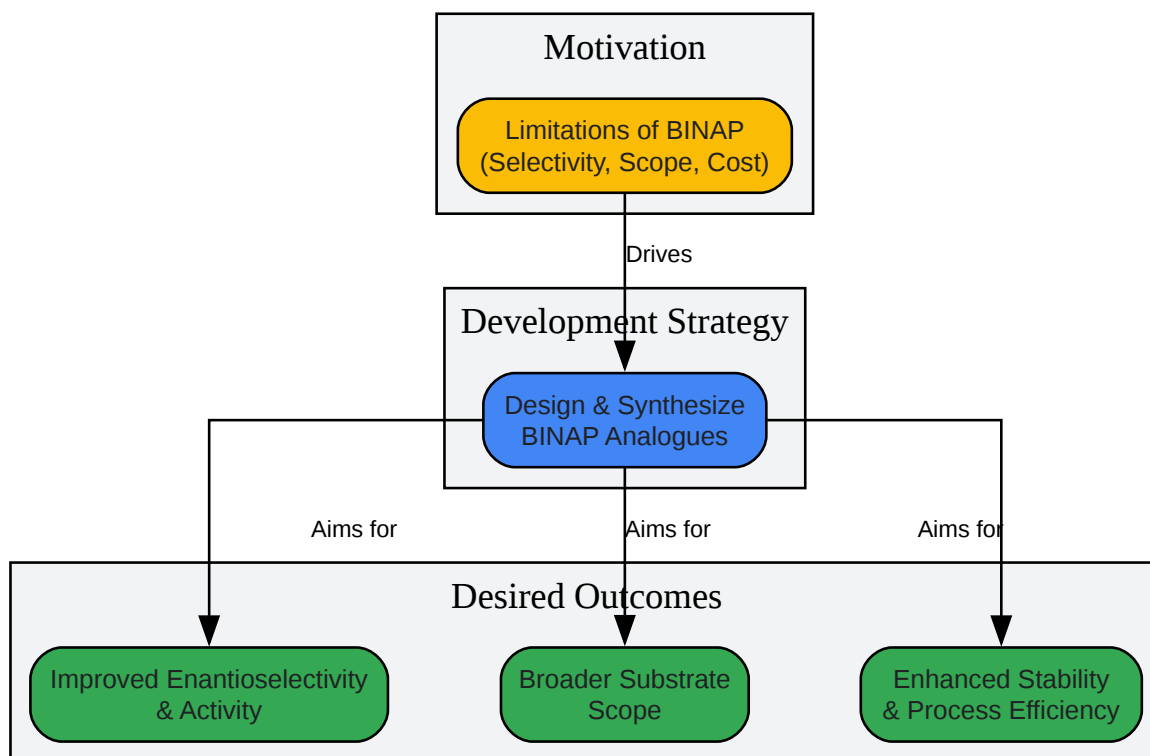 Motivation
Limitations of BINAP
(Selectivity, Scope, Cost)
Drives
Development Strategy
Design & Synthesize
BINAP Analogues
Aims for
Aims for
Aims for
Desired Outcomes
Improved Enantioselectivity
& Activity
Broader Substrate
Scope
Enhanced Stability
& Process Efficiency